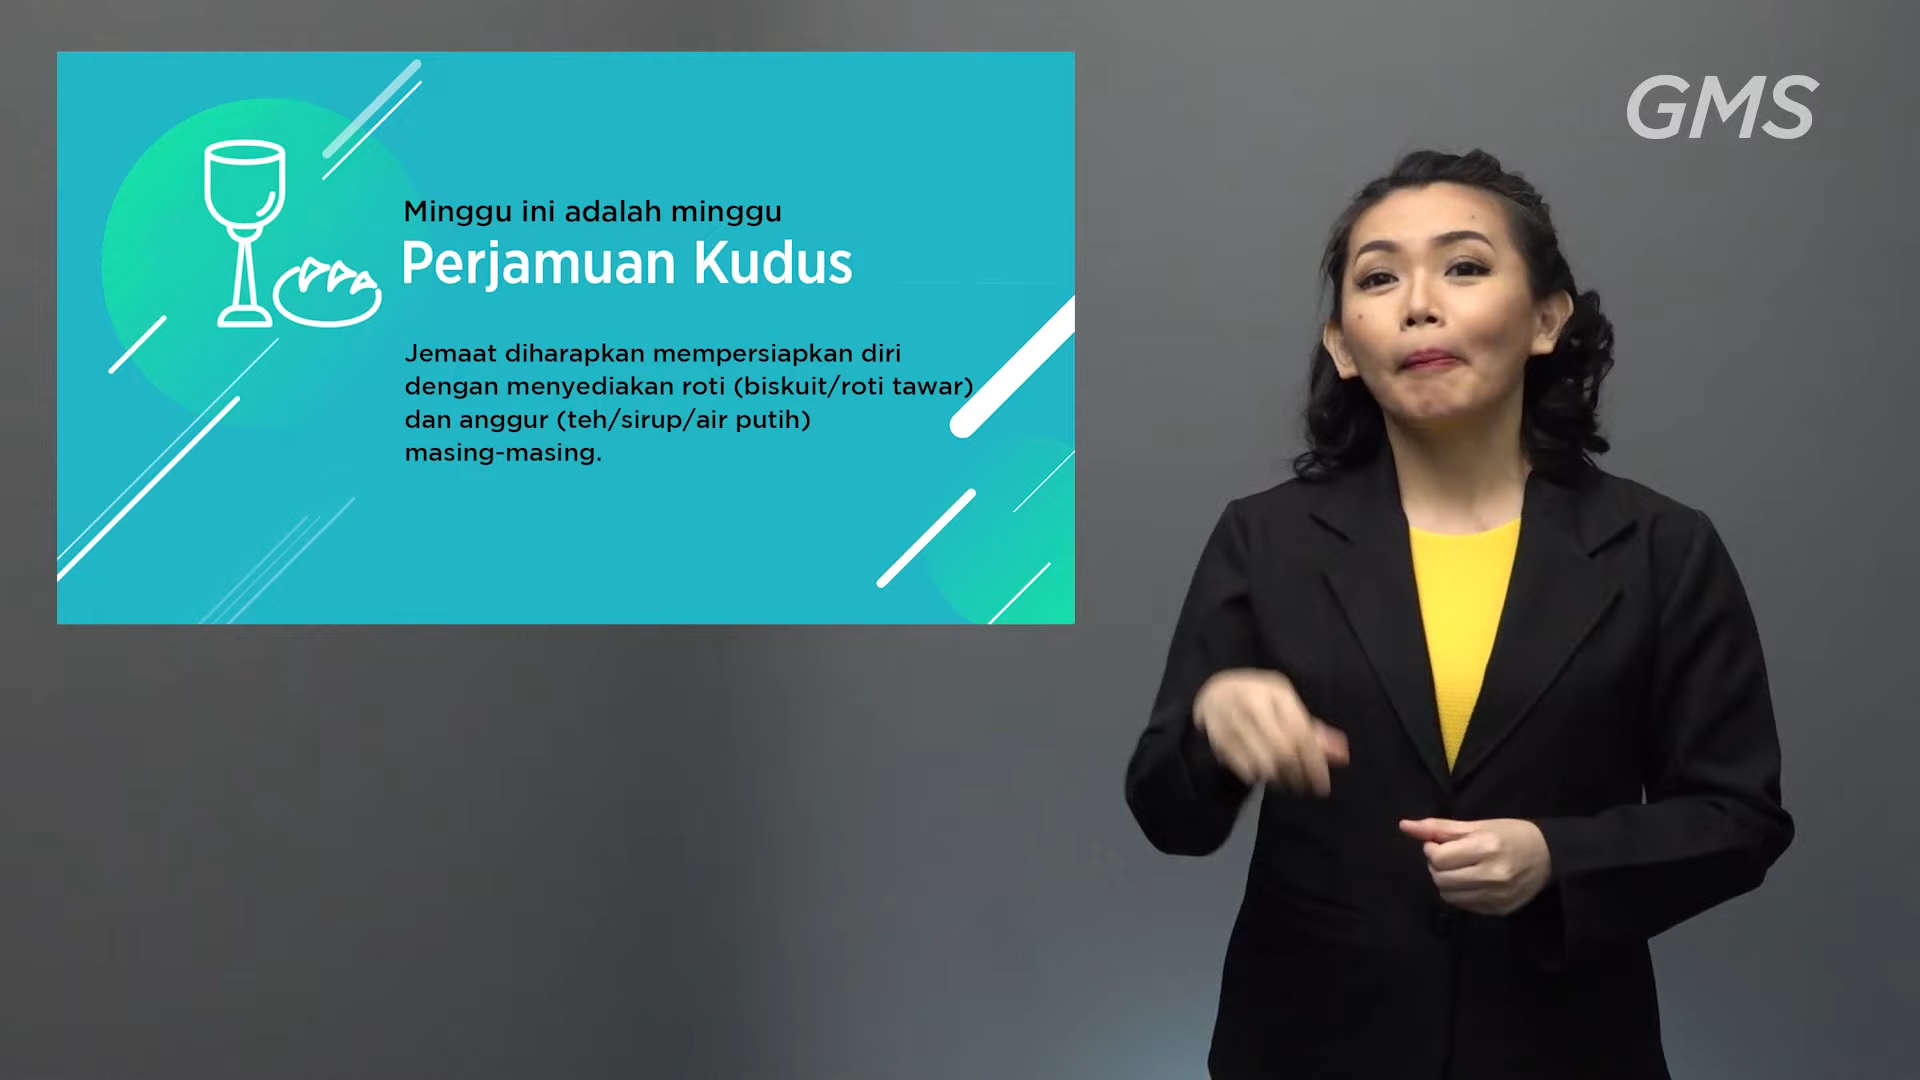 GMS
Minggu ini adalah minggu
Perjamuan Kudus
Jemaat diharapkan mempersiapkan diri
dengan menyediakan roti (biskuit/roti tawar)
dan anggur (teh/sirup/air putih)
masing-masing.